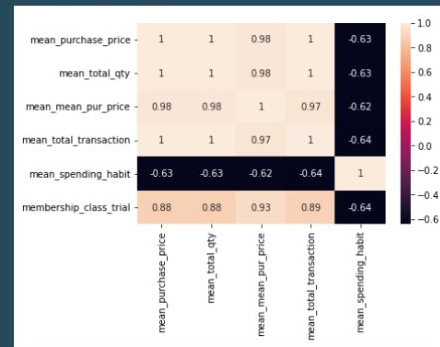 mean_purchase_price 1 1 0.98 1 -0.63
mean_total_qty 1 1 0.98 1 -0.63
mean_mean_pur_price 0.98 0.98 1 0.97 -0.62
mean_total_transaction 1 1 0.97 1 -0.64
mean_spending_habit -0.63 -0.63 -0.62 -0.64 1
membership_class_trial 0.88 0.88 0.93 0.89 -0.64
mean_purchase_price
mean_total_qty
mean_mean_pur_price
mean_total_transaction
mean_spending_habit
1.0
0.8
0.6
0.4
0.2
0.0
−0.2
−0.4
−0.6